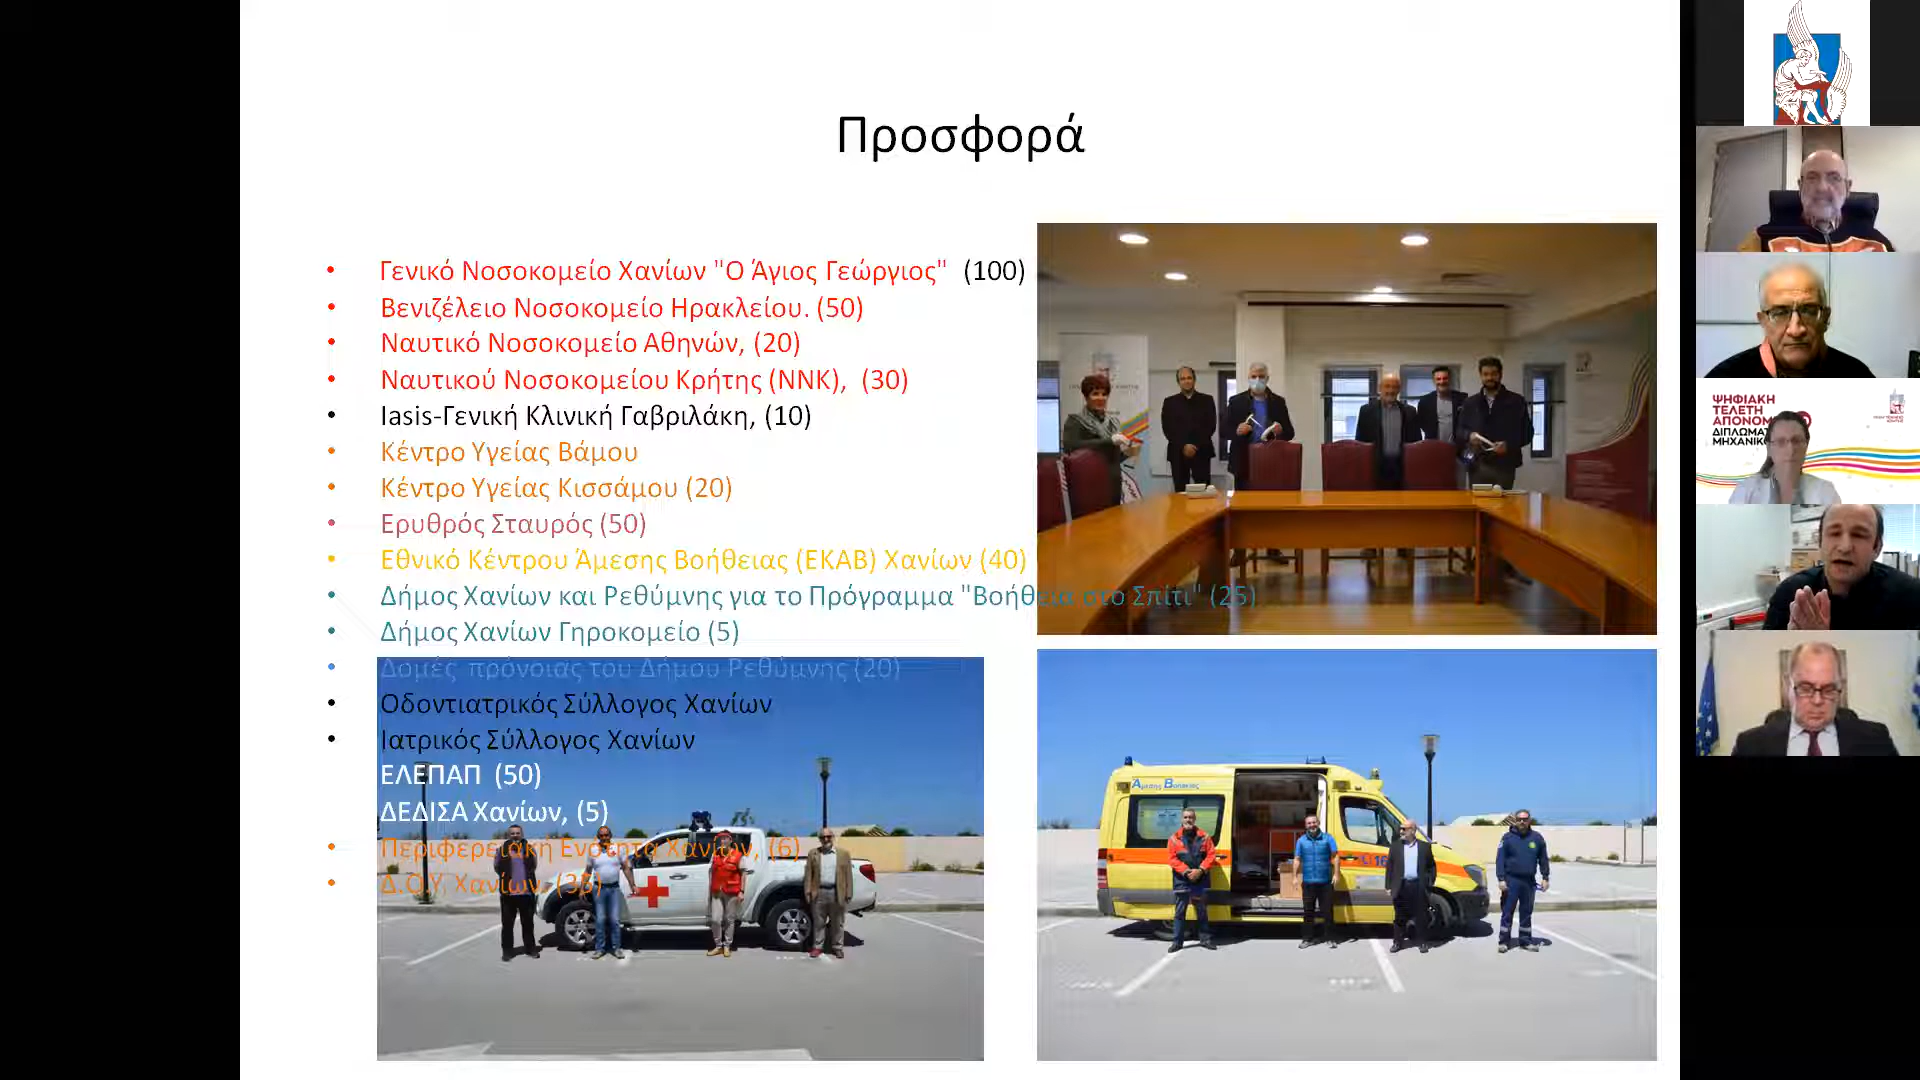 Προσφορά
Γενικό Νοσοκομείο Χανίων "Ο Άγιος Γεώργιος" (100)
Βενιζέλειο Νοσοκομείο Ηρακλείου. (50)
Ναυτικό Νοσοκομείο Αθηνών, (20)
Ναυτικού Νοσοκομείου Κρήτης (ΝΝΚ), (30)
Iasis-Γενική Κλινική Γαβριλάκη, (10)
Κέντρο Υγείας Βάμου
Κέντρο Υγείας Κισσάμου (20)
Ερυθρός Σταυρός (50)
Εθνικό Κέντρου Άμεσης Βοήθειας (ΕΚΑΒ) Χανίων (40)
Δήμος Χανίων και Ρεθύμνης για το Πρόγραμμα "Βοήθεια στο Σπίτι" (25)
Δήμος Χανίων Γηροκομείο (5)
Δομές πρόνοιας του Δήμου Ρεθύμνης (20)
Οδοντιατρικός Σύλλογος Χανίων
Ιατρικός Σύλλογος Χανίων
ΕΛΕΠΑΠ (50)
ΔΕΔΙΣΑ Χανίων, (5)
Περιφερειακή Ενότητα Χανίων, (6)
Δ.Ο.Υ. Χανίων,
Άμεσης Βοήθειας
ΨΗΦΙΑΚΗ
ΤΕΛΕΤΗ
ΑΠΟΝΟΜ
ΔΙΠΛΩΜΑΤ
ΜΗΧΑΝΙΚ